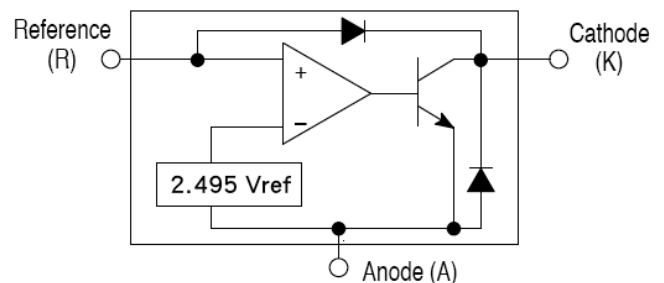 Reference
(R)
Cathode
(K)
+
−
2.495 Vref
Anode (A)